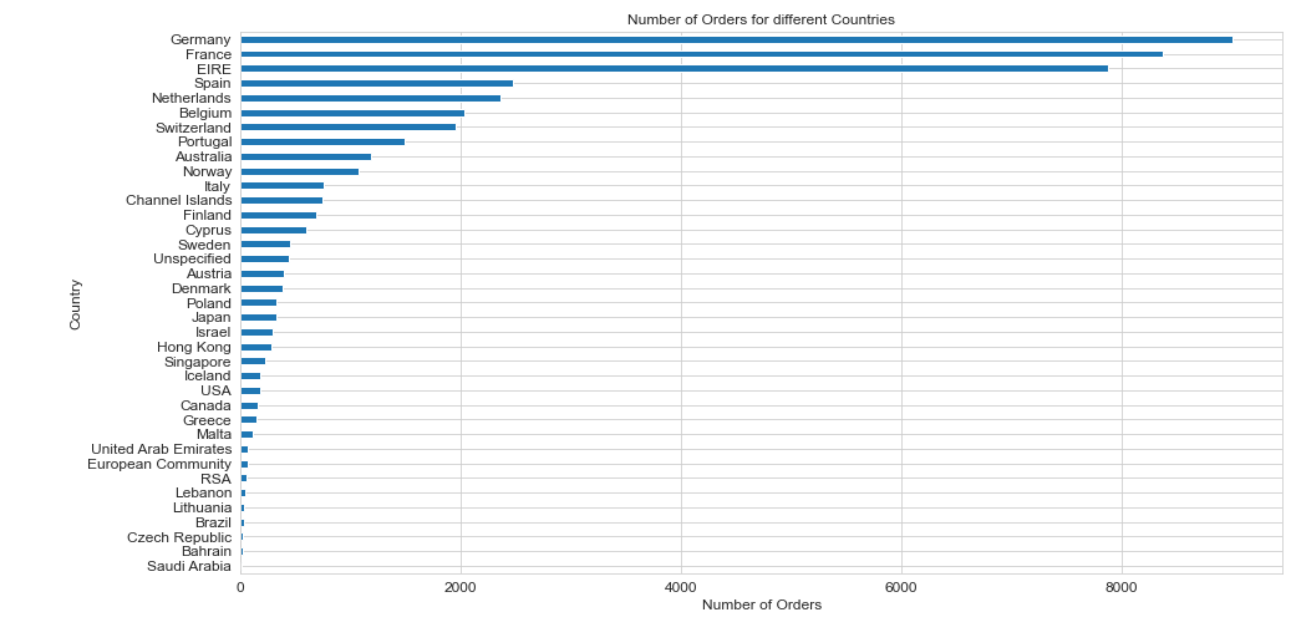 Number of Orders for different Countries
Germany
France
EIRE
Spain
Netherlands
Belgium
Switzerland
Portugal
Australia
Norway
Italy
Channel Islands
Finland
Cyprus
Sweden
Unspecified
Austria
Denmark
Poland
Japan
Israel
Hong Kong
Singapore
Iceland
USA
Canada
Greece
Malta
United Arab Emirates
European Community
RSA
Lebanon
Lithuania
Brazil
Czech Republic
Bahrain
Saudi Arabia
Country
0 2000 4000 6000 8000
Number of Orders